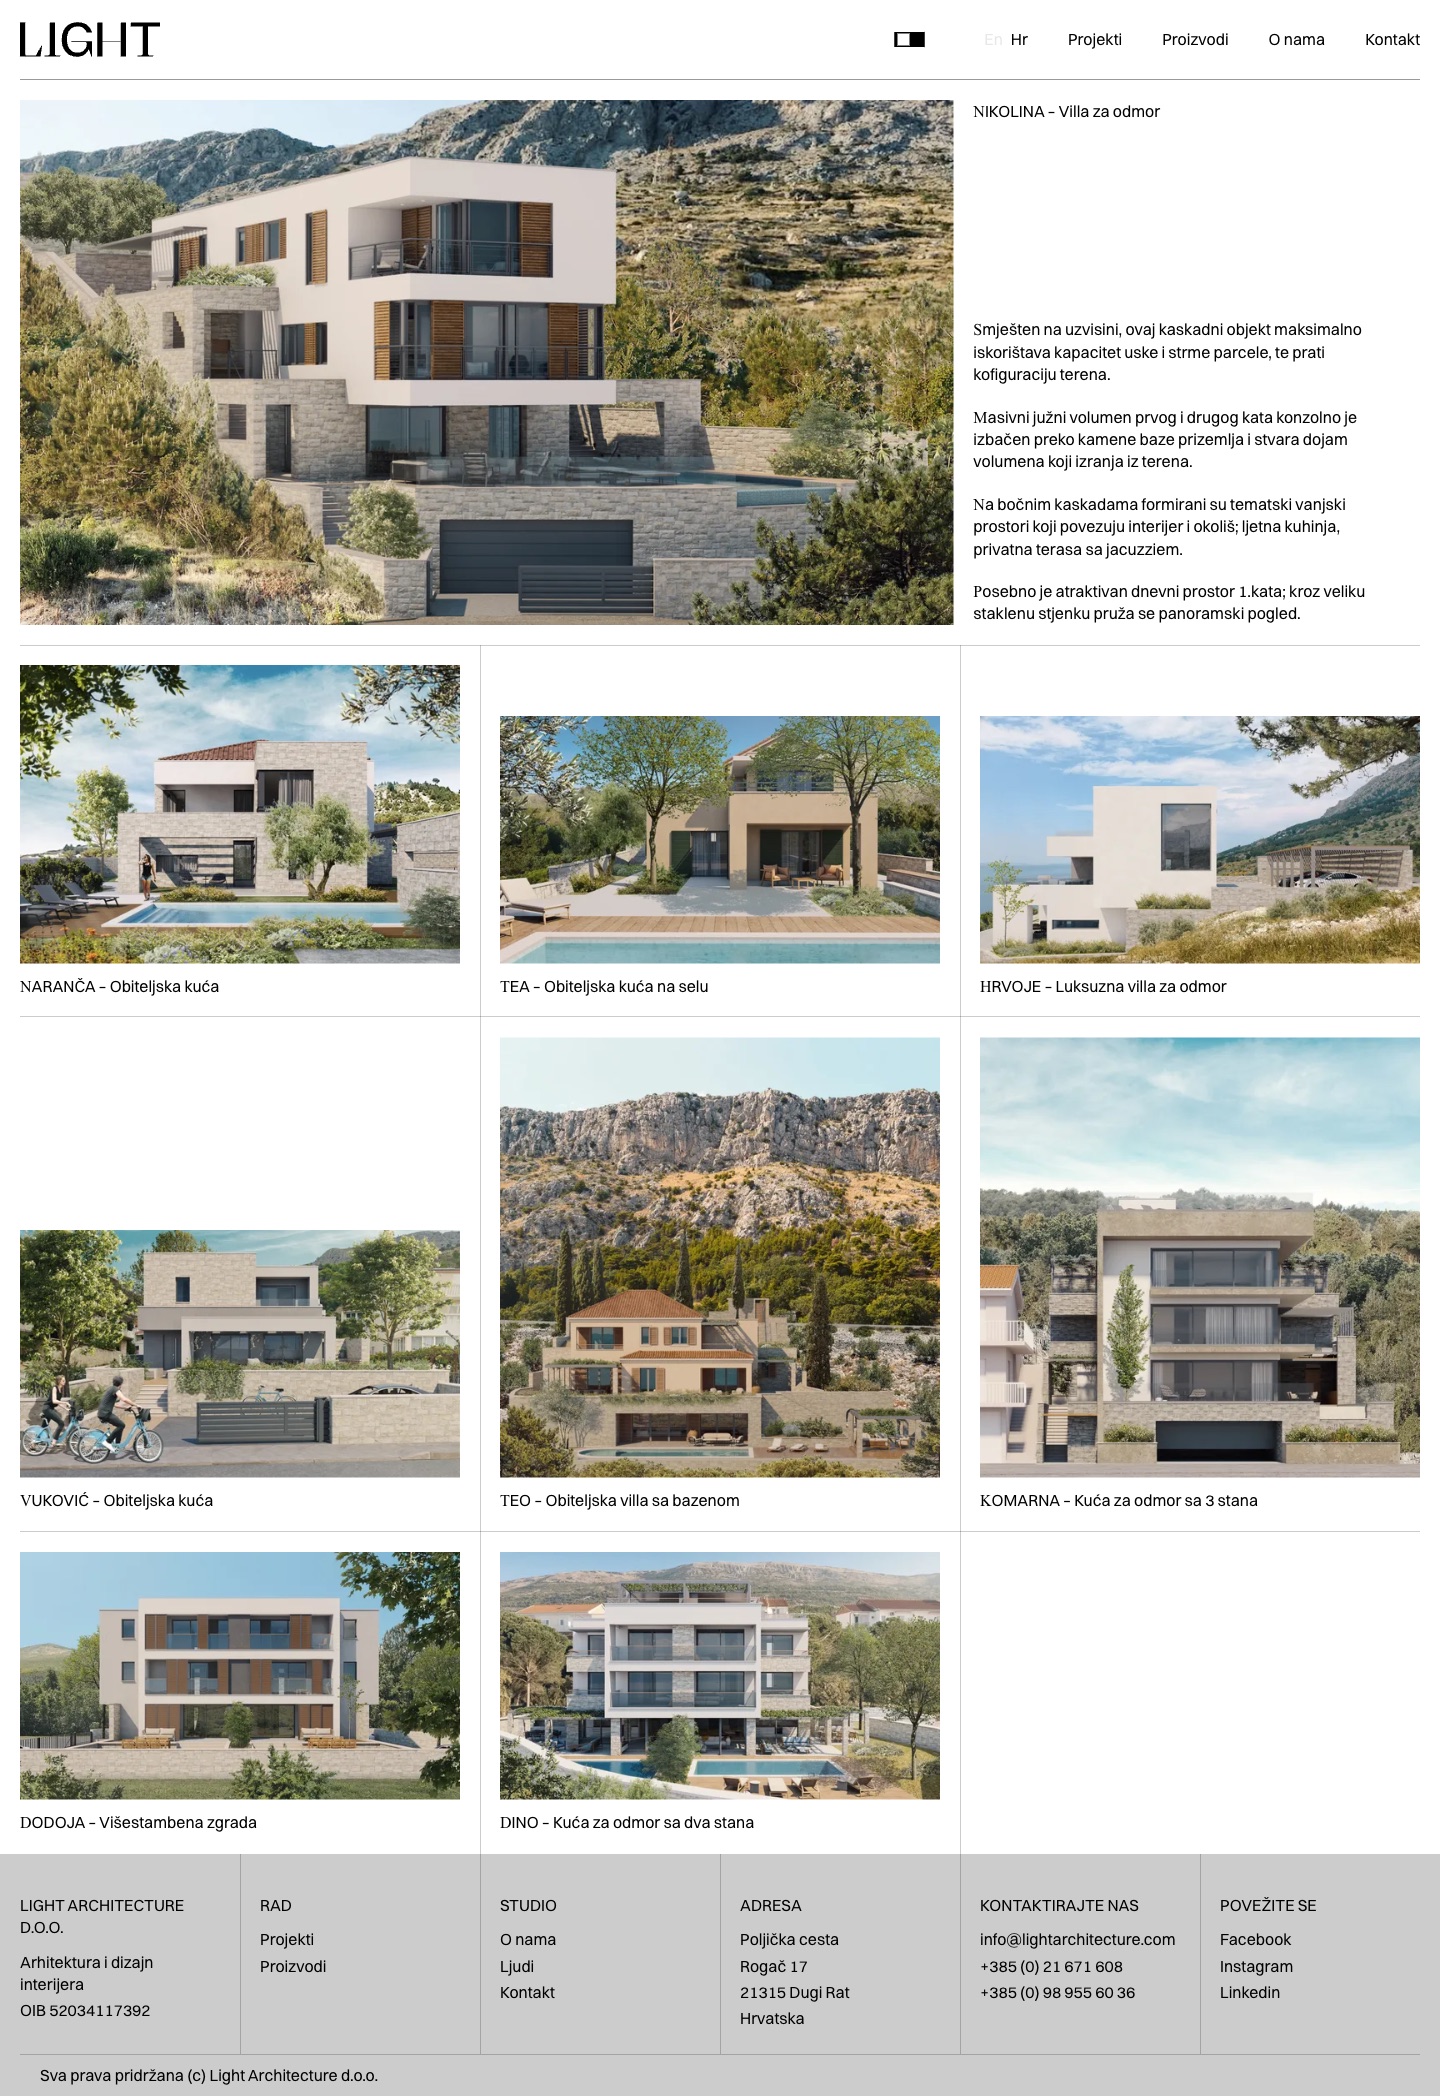 LIGHT
En Hr Projekti Proizvodi O nama Kontakt
NIKOLINA – Villa za odmor
Smješten na uzvisini, ovaj kaskadni objekt maksimalno
iskorištava kapacitet uske i strme parcele, te prati
kofiguraciju terena.
Masivni južni volumen prvog i drugog kata konzolno je
izbačen preko kamene baze prizemlja i stvara dojam
volumena koji izranja iz terena.
Na bočnim kaskadama formirani su tematski vanjski
prostori koji povezuju interijer i okoliš; ljetna kuhinja,
privatna terasa sa jacuzziem.
Posebno je atraktivan dnevni prostor 1.kata; kroz veliku
staklenu stjenku pruža se panoramski pogled.
NARANČA – Obiteljska kuća
TEA – Obiteljska kuća na selu
HRVOJE – Luksuzna villa za odmor
VUKOVIĆ – Obiteljska kuća
TEO – Obiteljska villa sa bazenom
KOMARNA – Kuća za odmor sa 3 stana
DODOJA – Višestambena zgrada
DINO – Kuća za odmor sa dva stana
LIGHT ARCHITECTURE
D.O.O.
Arhitektura i dizajn
interijera
OIB 52034117392
RAD
Projekti
Proizvodi
STUDIO
O nama
Ljudi
Kontakt
ADRESA
Poljička cesta
Rogač 17
21315 Dugi Rat
Hrvatska
KONTAKTIRAJTE NAS
info@lightarchitecture.com
+385 (0) 21 671 608
+385 (0) 98 955 60 36
POVEŽITE SE
Facebook
Instagram
Linkedin
Sva prava pridržana (c) Light Architecture d.o.o.